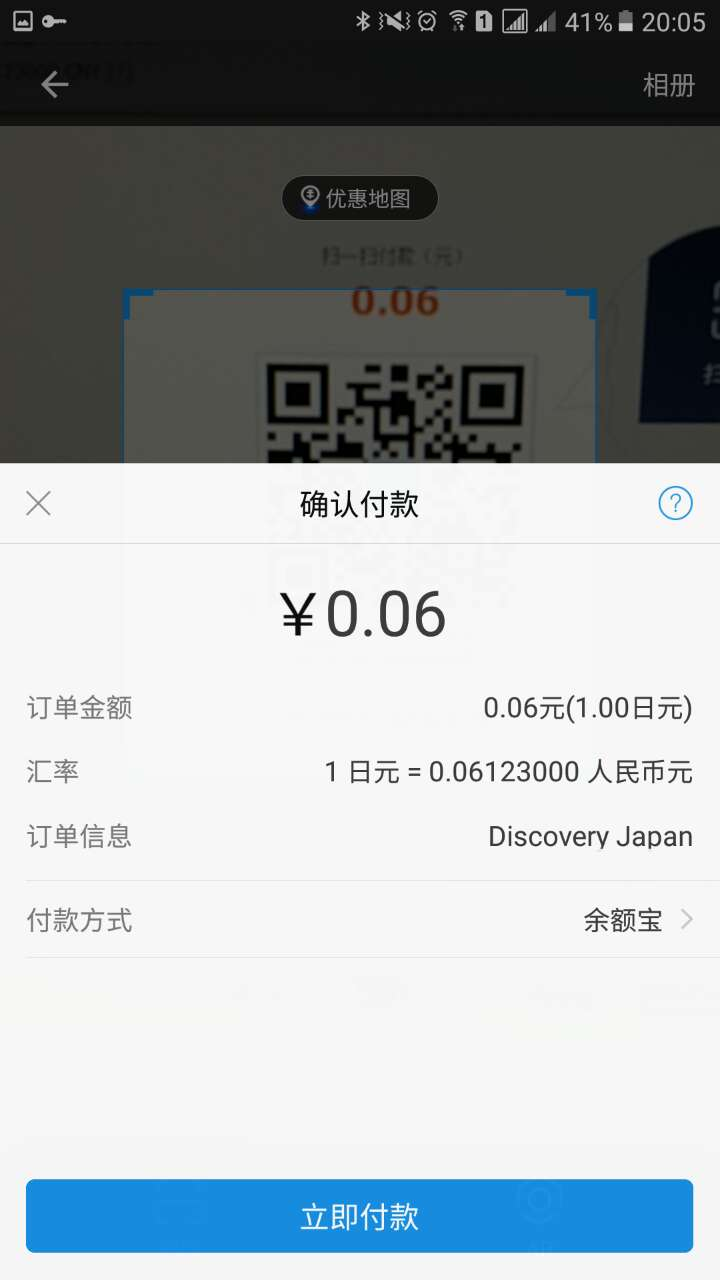 41% 20:05
相册
优惠地图
扫一扫付款（元）
0.06
确认付款
¥0.06
订单金额 0.06元(1.00日元)
汇率 1 日元 = 0.06123000 人民币元
订单信息 Discovery Japan
付款方式 余额宝
立即付款